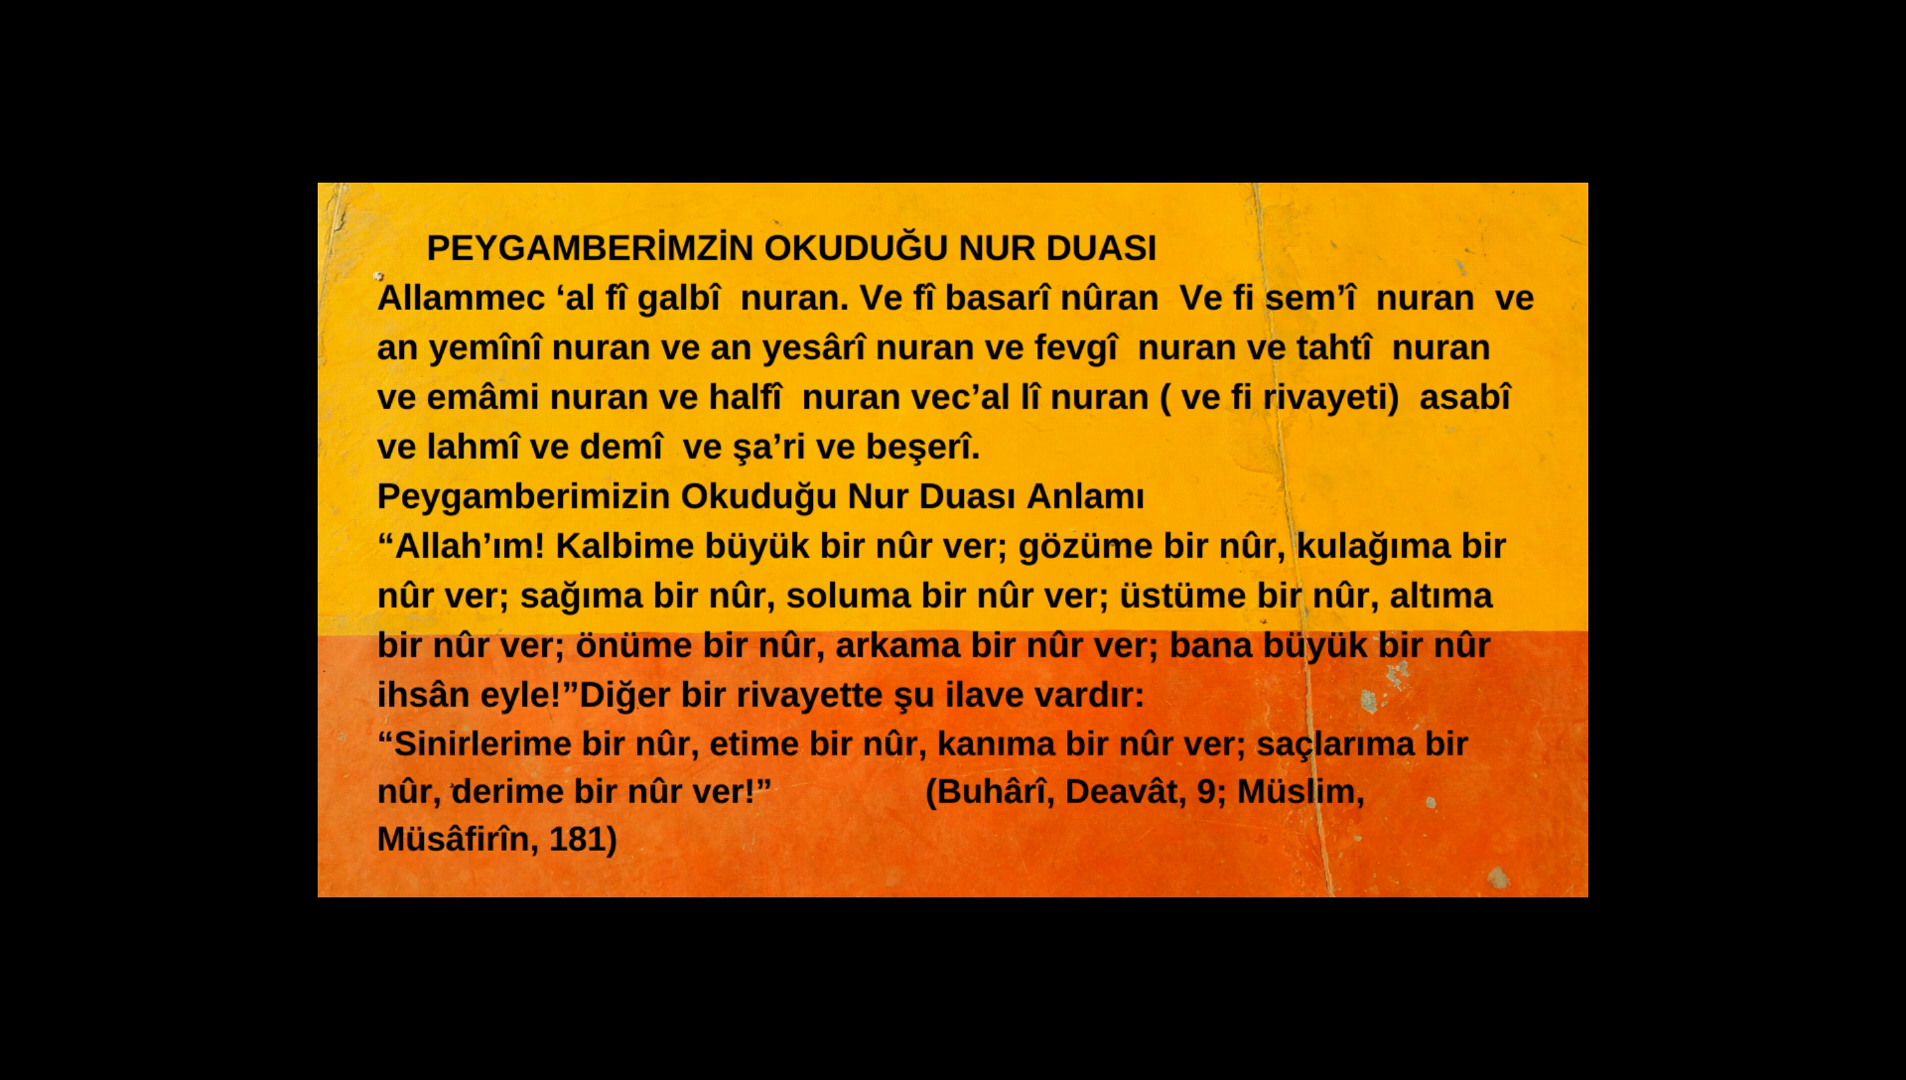 PEYGAMBERİMZİN OKUDUĞU NUR DUASI
Allammec ‘al fî galbî  nuran. Ve fî basarî nûran  Ve fi sem’î  nuran  ve
an yemînî nuran ve an yesârî nuran ve fevgî  nuran ve tahtî  nuran
ve emâmi nuran ve halfî  nuran vec’al lî nuran ( ve fi rivayeti)  asabî
ve lahmî ve demî  ve şa’ri ve beşerî.
Peygamberimizin Okuduğu Nur Duası Anlamı
“Allah’ım! Kalbime büyük bir nûr ver; gözüme bir nûr, kulağıma bir
nûr ver; sağıma bir nûr, soluma bir nûr ver; üstüme bir nûr, altıma
bir nûr ver; önüme bir nûr, arkama bir nûr ver; bana büyük bir nûr
ihsân eyle!”Diğer bir rivayette şu ilave vardır:
“Sinirlerime bir nûr, etime bir nûr, kanıma bir nûr ver; saçlarıma bir
nûr, derime bir nûr ver!” (Buhârî, Deavât, 9; Müslim,
Müsâfirîn, 181)